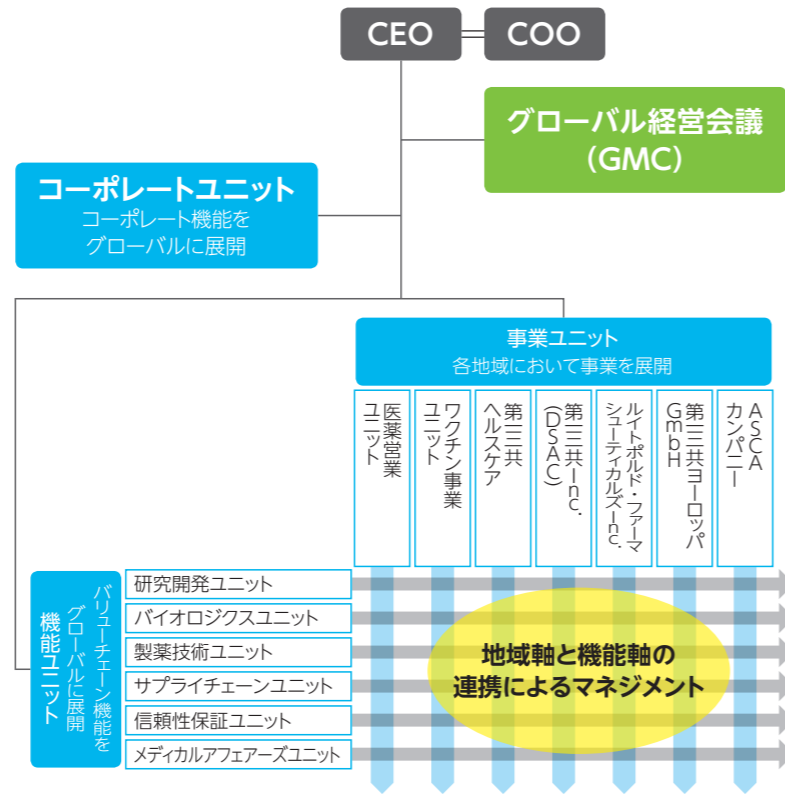 CEO
COO
グローバル経営会議
(GMC)
コーポレートユニット
コーポレート機能を
グローバルに展開
事業ユニット
各地域において事業を展開
医薬営業
ユニット
ワクチン事業
ユニット
第一三共
ヘルスケア
第一三共Inc.
(DSAC)
ルイトポルド・ファーマ
シューティカルズInc.
第一三共ヨーロッパ
GmbH
ASCA
カンパニー
バリューチェーン機能を
グローバルに展開
機能ユニット
研究開発ユニット
バイオロジクスユニット
製薬技術ユニット
サプライチェーンユニット
信頼性保証ユニット
メディカルアフェアーズユニット
地域軸と機能軸の
連携によるマネジメント